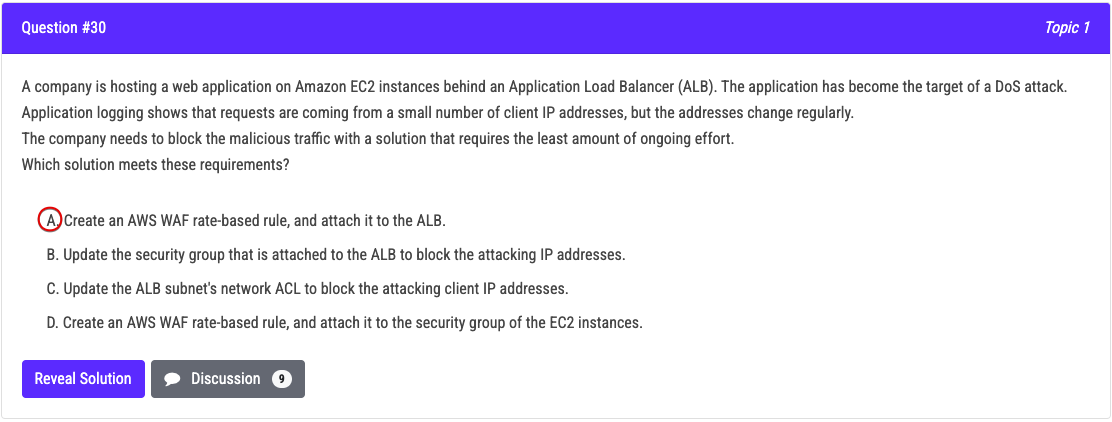 Question #30
Topic 1
A company is hosting a web application on Amazon EC2 instances behind an Application Load Balancer (ALB). The application has become the target of a DoS attack.
Application logging shows that requests are coming from a small number of client IP addresses, but the addresses change regularly.
The company needs to block the malicious traffic with a solution that requires the least amount of ongoing effort.
Which solution meets these requirements?
A. Create an AWS WAF rate-based rule, and attach it to the ALB.
B. Update the security group that is attached to the ALB to block the attacking IP addresses.
C. Update the ALB subnet's network ACL to block the attacking client IP addresses.
D. Create an AWS WAF rate-based rule, and attach it to the security group of the EC2 instances.
Reveal Solution
Discussion 9